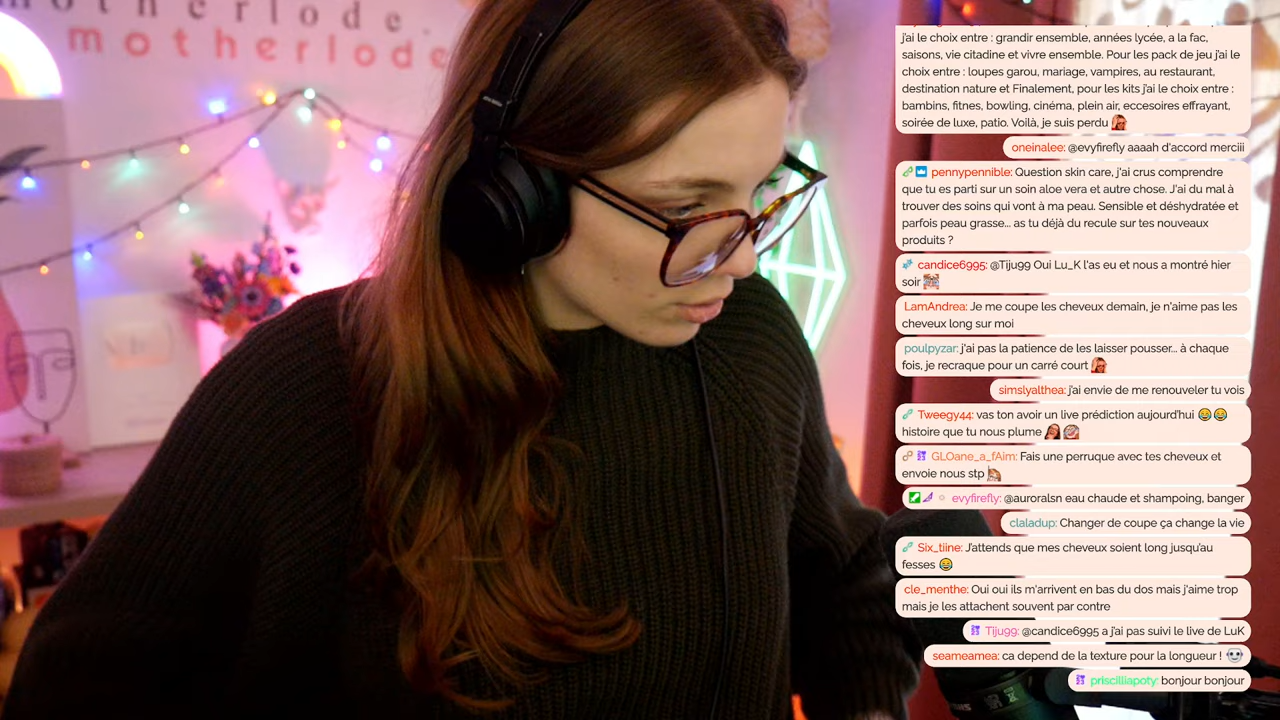 motherlode.
motherlode
j'ai le choix entre : grandir ensemble, années lycée, a la fac,
saisons, vie citadine et vivre ensemble. Pour les pack de jeu j'ai le
choix entre : loupes garou, mariage, vampires, au restaurant,
destination nature et Finalement, pour les kits j'ai le choix entre :
bambins, fitnes, bowling, cinéma, plein air, eccesoires effrayant,
soirée de luxe, patio. Voilà, je suis perdu
oneinalee: @evyfirefly aaaah d'accord merciii
pennypennible: Question skin care, j'ai crus comprendre
que tu es parti sur un soin aloe vera et autre chose. J'ai du mal à
trouver des soins qui vont à ma peau. Sensible et déshydratée et
parfois peau grasse... as tu déjà du recule sur tes nouveaux
produits ?
candice6995: @Tiju99 Oui Lu_K l'as eu et nous a montré hier
soir
LamAndrea: Je me coupe les cheveux demain, je n'aime pas les
cheveux long sur moi
poulpyzar: j'ai pas la patience de les laisser pousser... à chaque
fois, je recraque pour un carré court
simslyalthea: j'ai envie de me renouveler tu vois
Tweegy44: vas ton avoir un live prédiction aujourd'hui 😂😂
histoire que tu nous plume
GLOane_a_fAim: Fais une perruque avec tes cheveux et
envoie nous stp
evyfirefly: @auroralsn eau chaude et shampoing, banger
claladup: Changer de coupe ça change la vie
Six_tiine: J'attends que mes cheveux soient long jusqu'au
fesses 😂
cle_menthe: Oui oui ils m'arrivent en bas du dos mais j'aime trop
mais je les attachent souvent par contre
Tiju99: @candice6995 a j'ai pas suivi le live de LuK
seameamea: ca depend de la texture pour la longueur !
priscilliapoty: bonjour bonjour